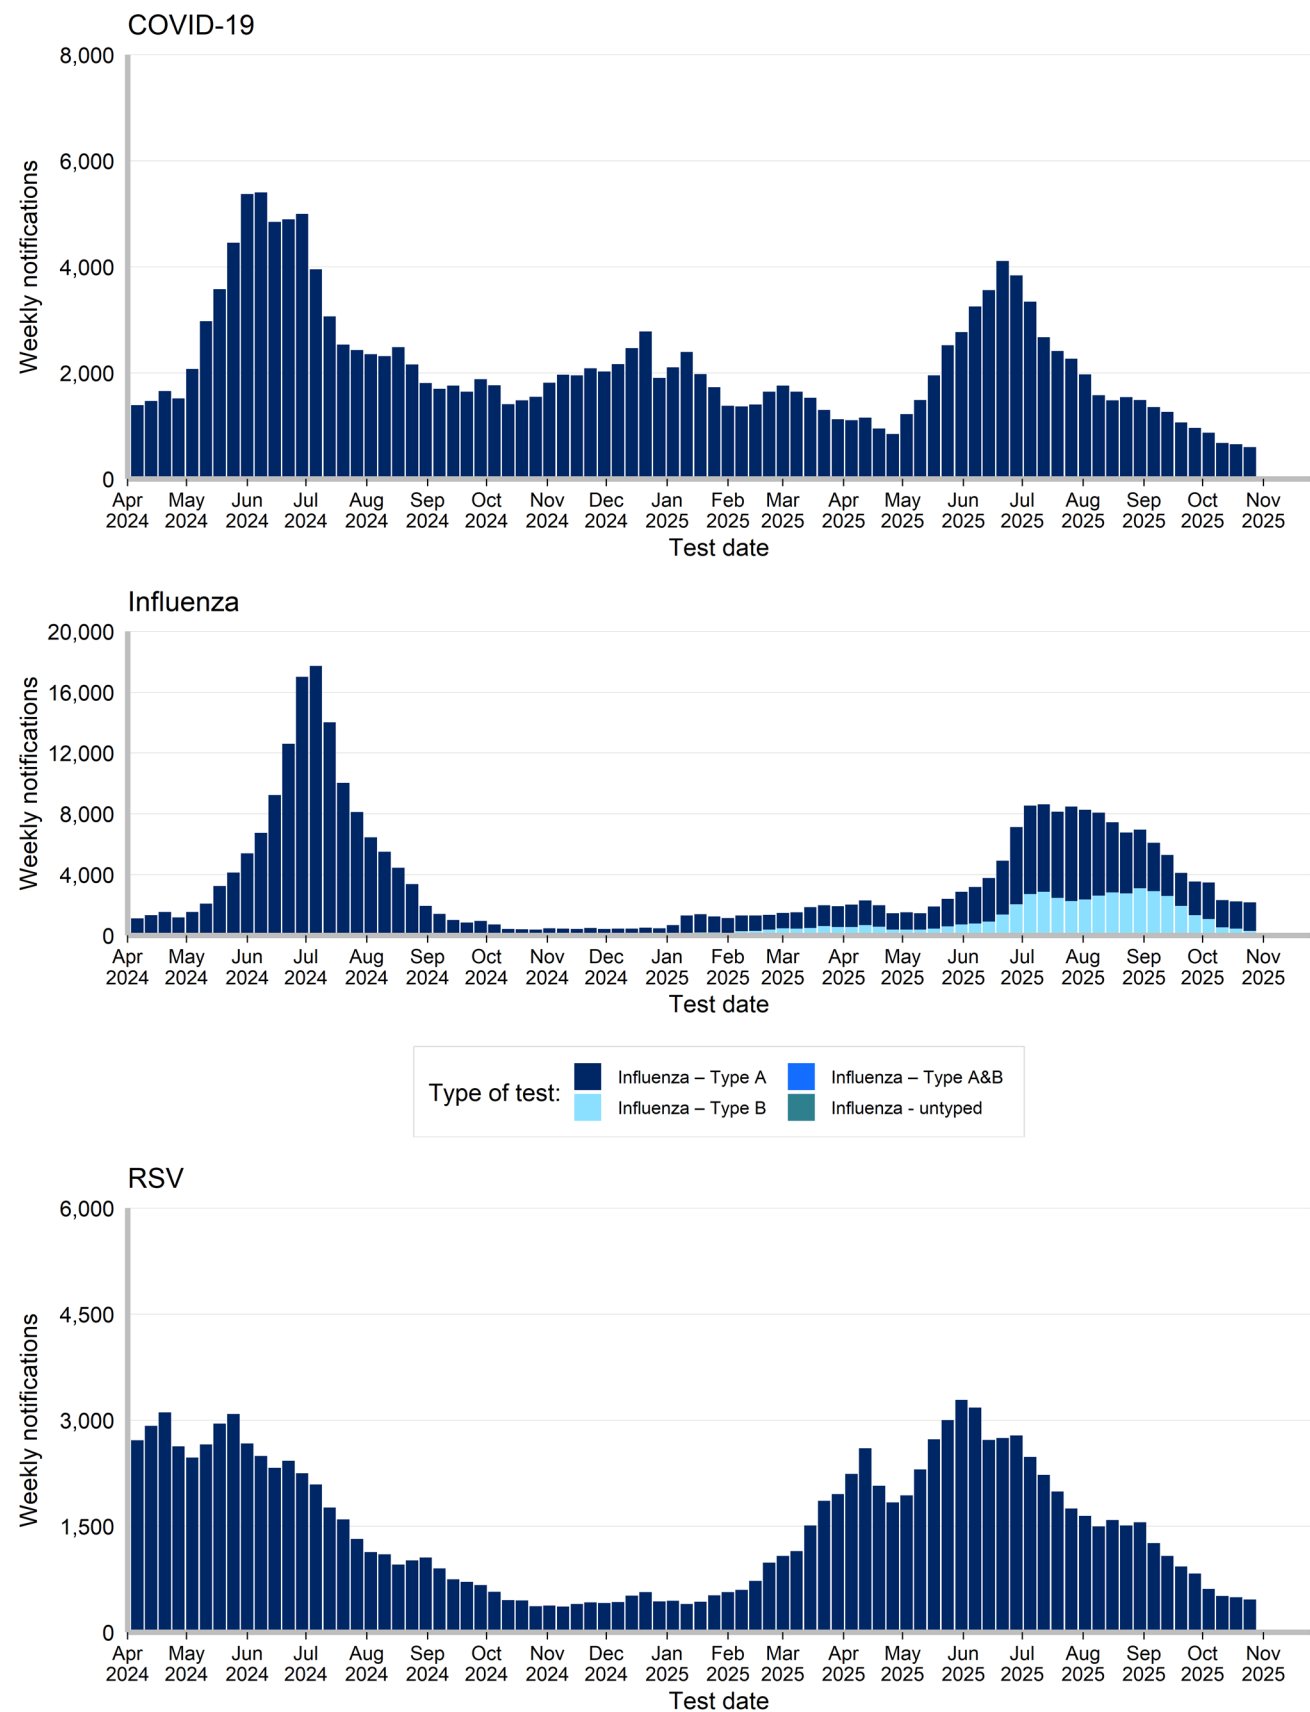 COVID-19
8,000
6,000
4,000
2,000
0
Weekly notifications
Apr May Jun Jul Aug Sep Oct Nov Dec Jan Feb Mar Apr May Jun Jul Aug Sep Oct Nov
2024 2024 2024 2024 2024 2024 2024 2024 2024 2025 2025 2025 2025 2025 2025 2025 2025 2025 2025 2025
Test date
Influenza
20,000
16,000
12,000
8,000
4,000
0
Weekly notifications
Apr May Jun Jul Aug Sep Oct Nov Dec Jan Feb Mar Apr May Jun Jul Aug Sep Oct Nov
2024 2024 2024 2024 2024 2024 2024 2024 2024 2025 2025 2025 2025 2025 2025 2025 2025 2025 2025 2025
Test date
Type of test:
Influenza – Type A
Influenza – Type B
Influenza – Type A&B
Influenza - untyped
RSV
6,000
4,500
3,000
1,500
0
Weekly notifications
Apr May Jun Jul Aug Sep Oct Nov Dec Jan Feb Mar Apr May Jun Jul Aug Sep Oct Nov
2024 2024 2024 2024 2024 2024 2024 2024 2024 2025 2025 2025 2025 2025 2025 2025 2025 2025 2025 2025
Test date